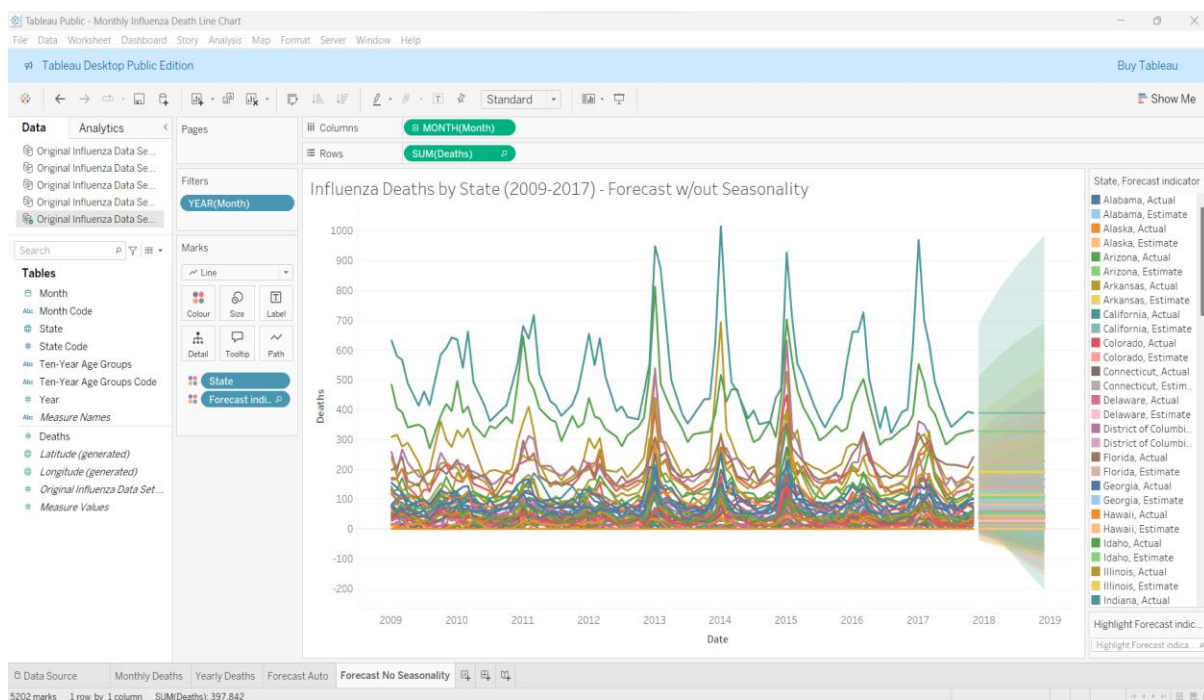 Tableau Public - Monthly Influenza Death Line Chart
File Data Worksheet Dashboard Story Analysis Map Format Server Window Help
Tableau Desktop Public Edition
Buy Tableau
Standard
Show Me
Data Analytics
Original Influenza Data Se...
Original Influenza Data Se...
Original Influenza Data Se...
Original Influenza Data Se...
Original Influenza Data Se...
Search
Tables
Month
Abc Month Code
State
# State Code
Abc Ten-Year Age Groups
Abc Ten-Year Age Groups Code
# Year
Abc Measure Names
# Deaths
Latitude (generated)
Longitude (generated)
# Original Influenza Data Set ...
# Measure Values
Pages
Filters
YEAR(Month)
Marks
Line
Colour Size Label
Detail Tooltip Path
State
Forecast indi..
Columns MONTH(Month)
Rows SUM(Deaths)
Influenza Deaths by State (2009-2017) - Forecast w/out Seasonality
Deaths
1000
900
800
700
600
500
400
300
200
100
0
-100
-200
2009 2010 2011 2012 2013 2014 2015 2016 2017 2018 2019
Date
State, Forecast indicator
Alabama, Actual
Alabama, Estimate
Alaska, Actual
Alaska, Estimate
Arizona, Actual
Arizona, Estimate
Arkansas, Actual
Arkansas, Estimate
California, Actual
California, Estimate
Colorado, Actual
Colorado, Estimate
Connecticut, Actual
Connecticut, Estim..
Delaware, Actual
Delaware, Estimate
District of Columbi..
District of Columbi..
Florida, Actual
Florida, Estimate
Georgia, Actual
Georgia, Estimate
Hawaii, Actual
Hawaii, Estimate
Idaho, Actual
Idaho, Estimate
Illinois, Actual
Illinois, Estimate
Indiana, Actual
Highlight Forecast indic...
Highlight Forecast indica...
Data Source Monthly Deaths Yearly Deaths Forecast Auto Forecast No Seasonality
5202 marks 1 row by 1 column SUM(Deaths): 397,842